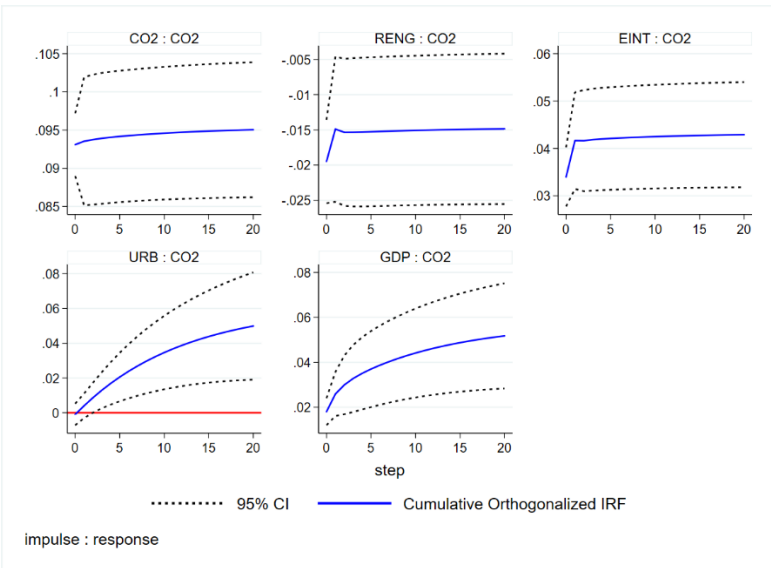 CO2 : CO2
.105
.1
.095
.09
.085
0 5 10 15 20
RENG : CO2
-.005
-.01
-.015
-.02
-.025
0 5 10 15 20
EINT : CO2
.06
.05
.04
.03
0 5 10 15 20
URB : CO2
.08
.06
.04
.02
0
0 5 10 15 20
GDP : CO2
.08
.06
.04
.02
0 5 10 15 20
step
95% CI
Cumulative Orthogonalized IRF
impulse : response